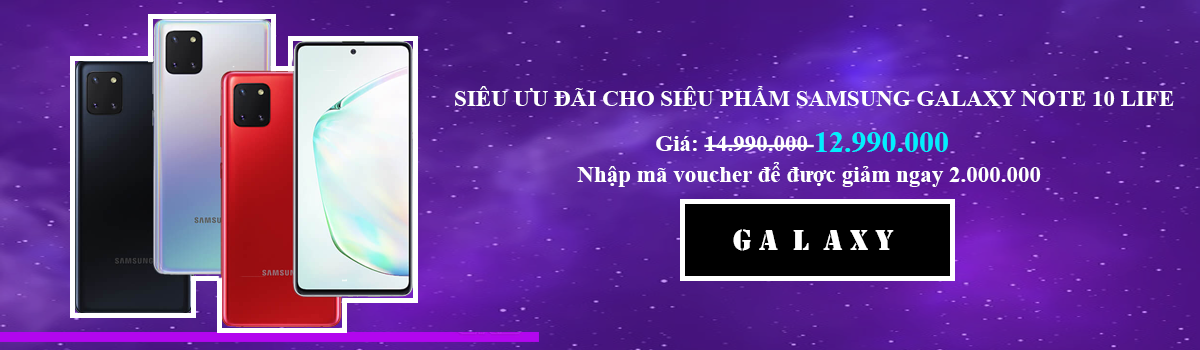 SIÊU ƯU ĐÃI CHO SIÊU PHẨM SAMSUNG GALAXY NOTE 10 LIFE
Giá: 14.990.000 12.990.000
Nhập mã voucher để được giảm ngay 2.000.000
GALAXY
SAMSUNG